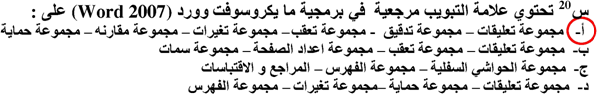 س20 تحتوي علامة التبويب مرجعية في برمجية ما يكروسوفت وورد (Word 2007) على :
أ- مجموعة تعليقات – مجموعة تدقيق - مجموعة تعقب– مجموعة تغيرات – مجموعة مقارنه – مجموعة حماية
ب- مجموعة تعليقات – مجموعة تعقب– مجموعة اعداد الصفحة – مجموعة سمات
ج- مجموعة الحواشي السفلية – مجموعة الفهرس – المراجع و الاقتباسات
د- مجموعة تعليقات – مجموعة حماية –مجموعة تغيرات – مجموعة الفهرس